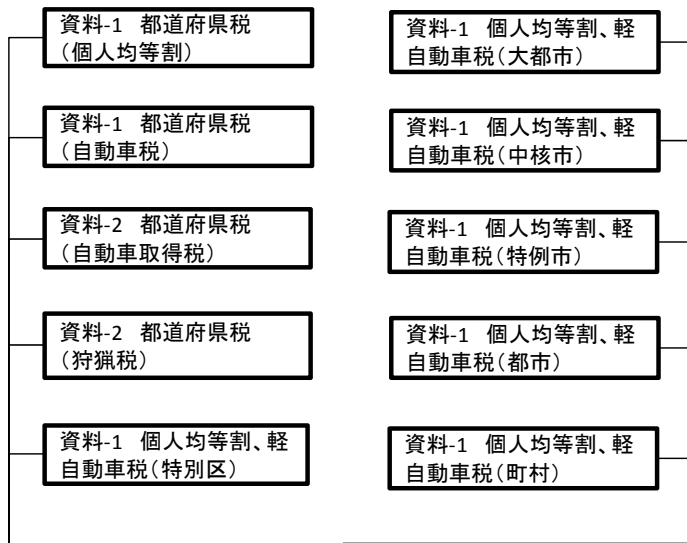 資料-1　都道府県税
（個人均等割）
資料-1　都道府県税
（自動車税）
資料-2　都道府県税
（自動車取得税）
資料-2　都道府県税
（狩猟税）
資料-1　個人均等割、軽
自動車税（特別区）
資料-1　個人均等割、軽
自動車税（大都市）
資料-1　個人均等割、軽
自動車税（中核市）
資料-1　個人均等割、軽
自動車税（特例市）
資料-1　個人均等割、軽
自動車税（都市）
資料-1　個人均等割、軽
自動車税（町村）